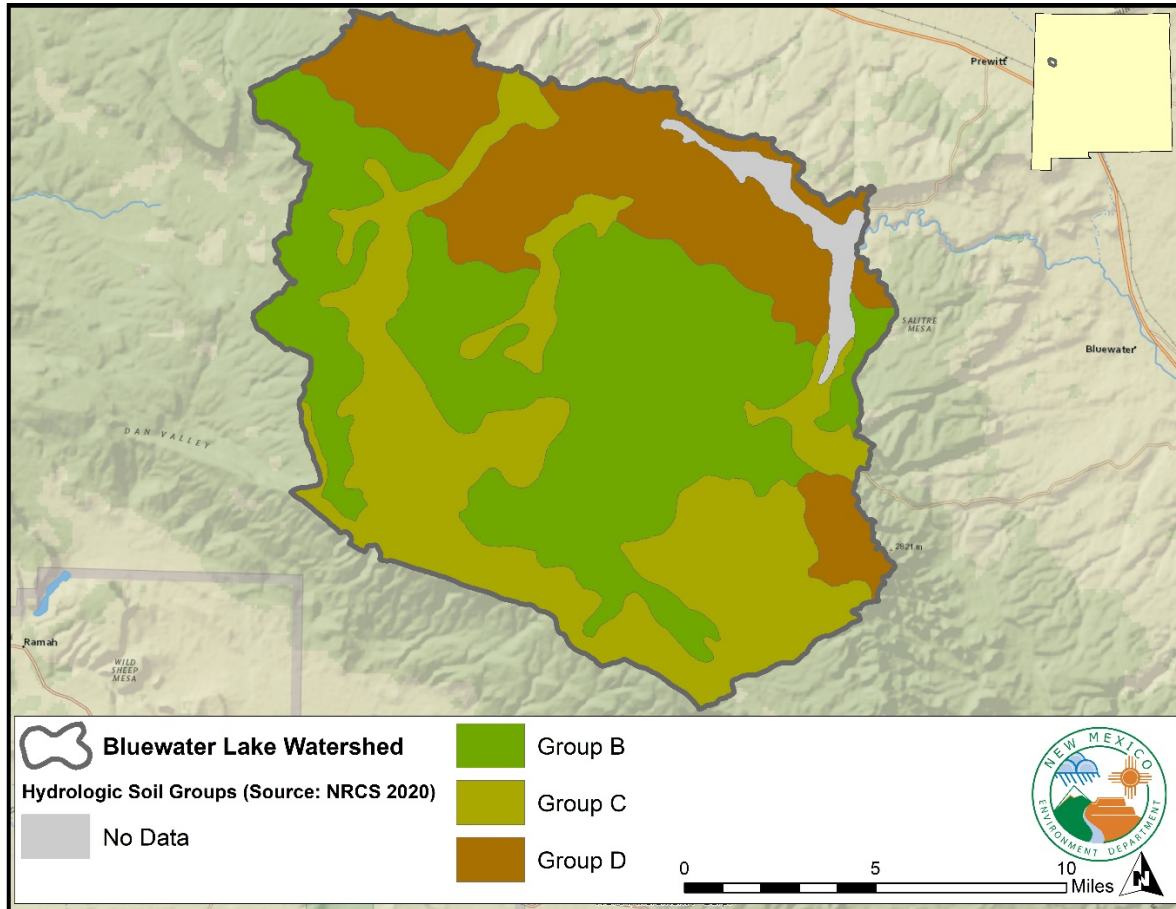 Prewitt
SALITRE
MESA
Bluewater
DAN VALLEY
2821 m
Ramah
WILD
SHEEP
MESA
Bluewater Lake Watershed
Hydrologic Soil Groups (Source: NRCS 2020)
No Data
Group B
Group C
Group D
NEW MEXICO
ENVIRONMENT DEPARTMENT
0 5 10
Miles
N